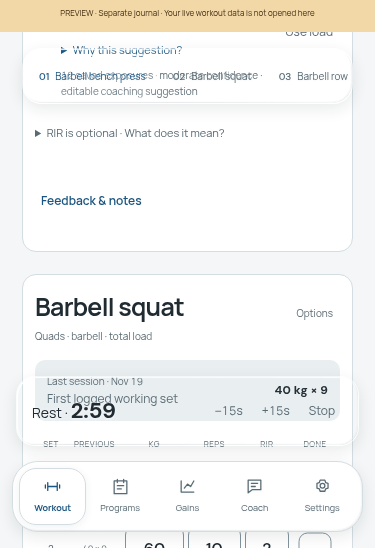 PREVIEW · Separate journal · Your live workout data is not opened here
Use load
Why this suggestion?
01 Barbell bench press 02 Barbell squat 03 Barbell row
moderate confidence ·
editable coaching suggestion
RIR is optional · What does it mean?
Feedback & notes
Barbell squat
Options
Quads · barbell · total load
Last session · Nov 19
First logged working set
40 kg × 9
Rest · 2:59 −15s +15s Stop
SET PREVIOUS KG REPS RIR DONE
Workout Programs Gains Coach Settings
60 10 2